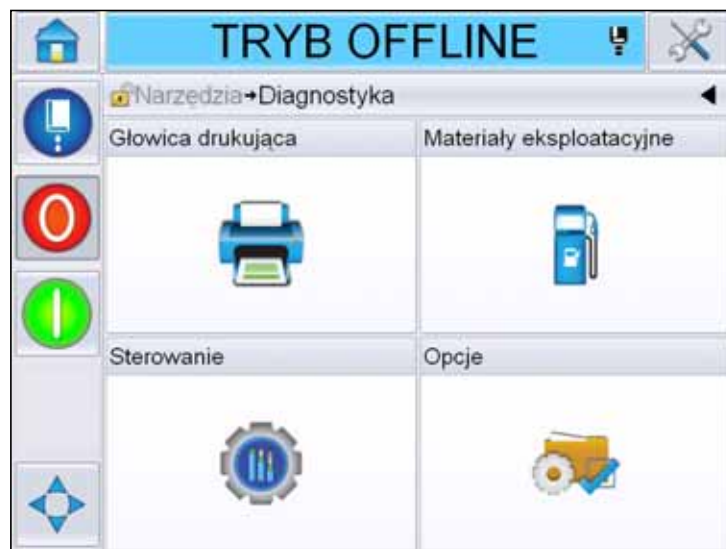 TRYB OFFLINE
Narzędzia→Diagnostyka
Głowica drukująca
Materiały eksploatacyjne
Sterowanie
Opcje